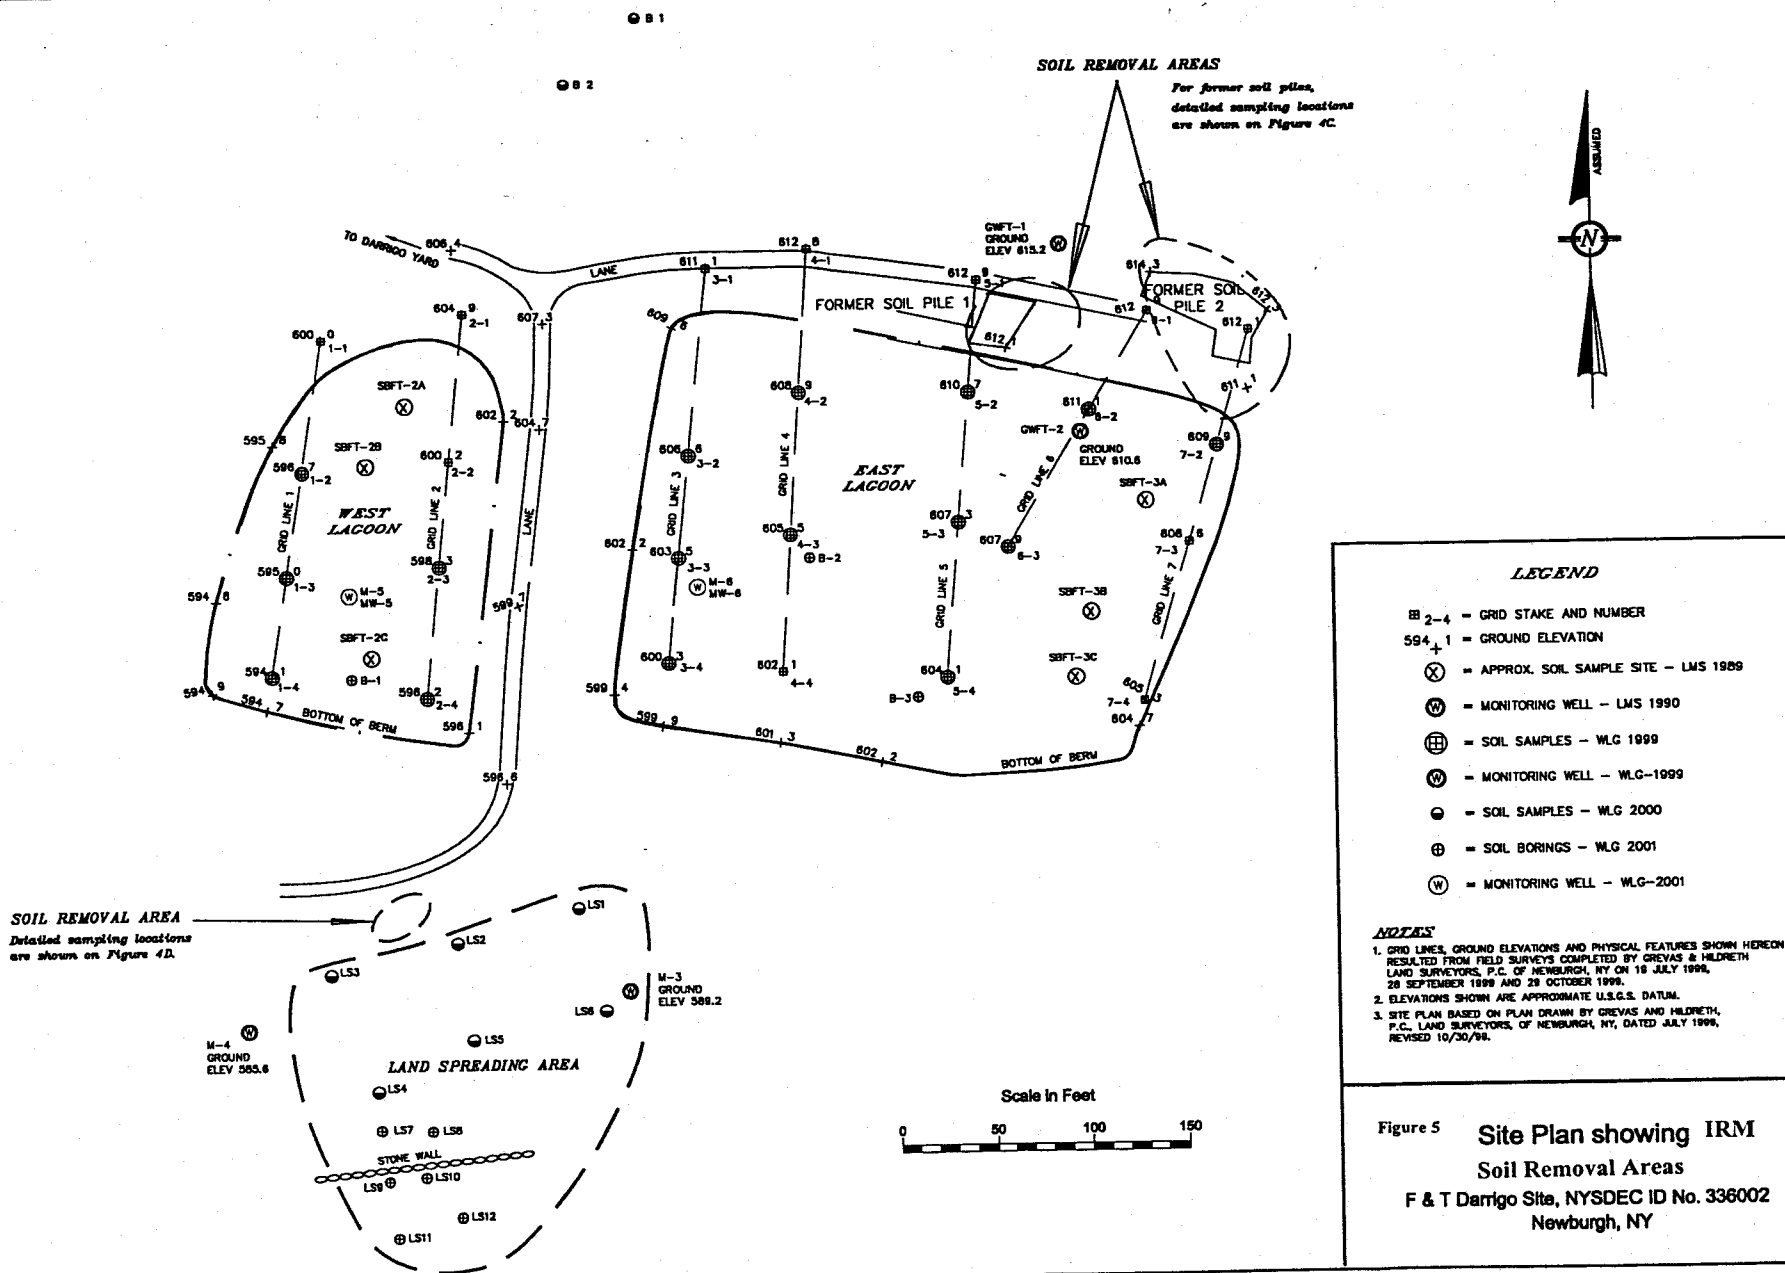 B 1
B 2
SOIL REMOVAL AREAS
For former soil piles,
detailed sampling locations
are shown on Figure 4C.
ASSUMED
N
TO DARRIGO YARD
606 4
LANE
611 1
3-1
612 8
4-1
GWFT-1
GROUND
ELEV 615.2
612 9
5-1
FORMER SOIL PILE 1
612 1
614 3
FORMER SOIL
PILE 2
612 9
6-1
612 3
612 1
611 1
600 0
1-1
604 9
2-1
607 3
609 6
SBFT-2A
602 2
604 7
595 8
SBFT-2B
596 7
1-2
600 2
2-2
GRID LINE 1
WEST
LAGOON
GRID LINE 2
LANE
595 0
1-3
598 3
2-3
M-5
MW-5
594 6
599 1
SBFT-2C
594 1
1-4
B-1
596 2
2-4
594 9
594 7
BOTTOM OF BERM
596 1
596 6
608 9
4-2
610 7
5-2
611 1
6-2
GWFT-2
GROUND
ELEV 610.6
609 9
7-2
606 6
3-2
EAST
LAGOON
GRID LINE 3
GRID LINE 4
GRID LINE 6
SBFT-3A
607 3
5-3
605 5
4-3
B-2
607 9
6-3
606 6
7-3
602 2
603 5
3-3
M-6
MW-6
GRID LINE 5
SBFT-3B
GRID LINE 7
600 3
3-4
602 1
4-4
604 1
5-4
B-3
SBFT-3C
605 3
7-4
604 7
599 4
599 9
601 3
602 2
BOTTOM OF BERM
SOIL REMOVAL AREA
Detailed sampling locations
are shown on Figure 4D.
LS1
LS2
LS3
M-3
GROUND
ELEV 589.2
LS6
LS5
M-4
GROUND
ELEV 585.6
LAND SPREADING AREA
LS4
LS7
LS8
STONE WALL
LS9
LS10
LS12
LS11
Scale in Feet
0 50 100 150
LEGEND
2-4 = GRID STAKE AND NUMBER
594 1 = GROUND ELEVATION
X = APPROX. SOIL SAMPLE SITE - LMS 1989
W = MONITORING WELL - LMS 1990
= SOIL SAMPLES - WLG 1999
W = MONITORING WELL - WLG-1999
= SOIL SAMPLES - WLG 2000
= SOIL BORINGS - WLG 2001
W = MONITORING WELL - WLG-2001
NOTES
1. GRID LINES, GROUND ELEVATIONS AND PHYSICAL FEATURES SHOWN HEREON
RESULTED FROM FIELD SURVEYS COMPLETED BY GREVAS & HILDRETH
LAND SURVEYORS, P.C. OF NEWBURGH, NY ON 16 JULY 1999,
28 SEPTEMBER 1999 AND 29 OCTOBER 1999.
2. ELEVATIONS SHOWN ARE APPROXIMATE U.S.G.S. DATUM.
3. SITE PLAN BASED ON PLAN DRAWN BY GREVAS AND HILDRETH,
P.C., LAND SURVEYORS, OF NEWBURGH, NY, DATED JULY 1999,
REVISED 10/30/99.
Figure 5 Site Plan showing IRM
Soil Removal Areas
F & T Darrigo Site, NYSDEC ID No. 336002
Newburgh, NY